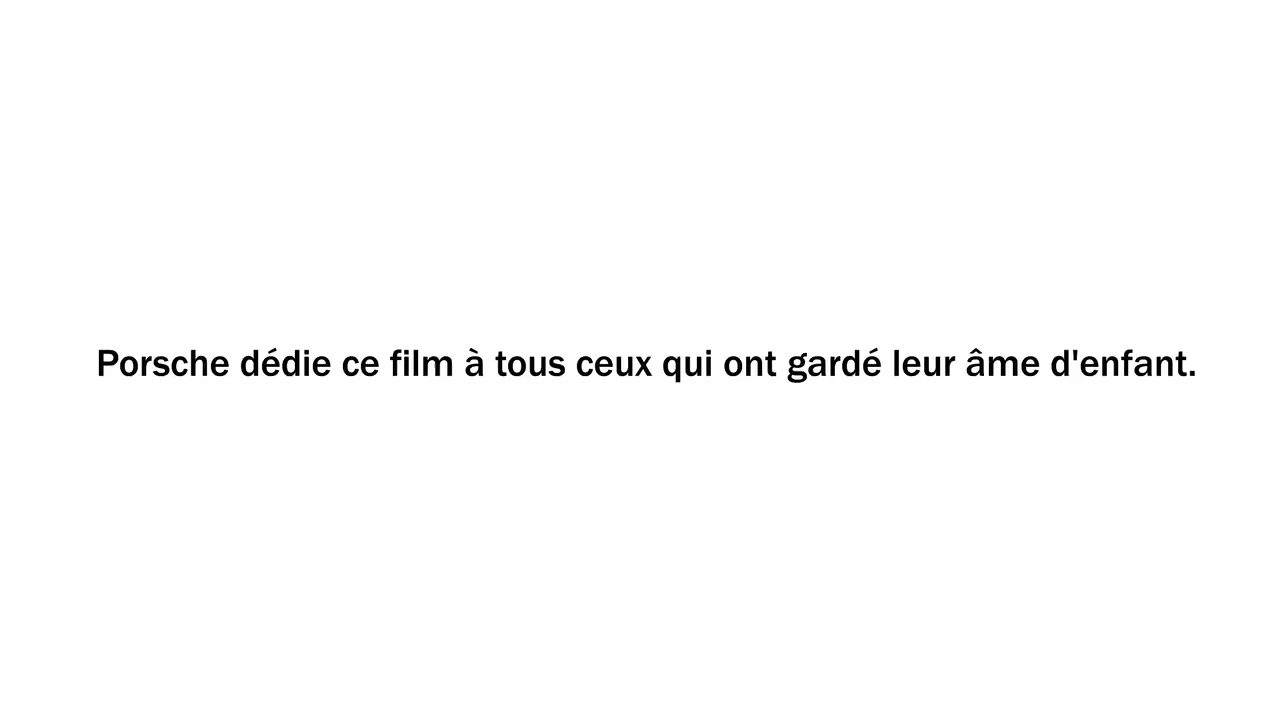 Porsche dédie ce film à tous ceux qui ont gardé leur âme d'enfant.